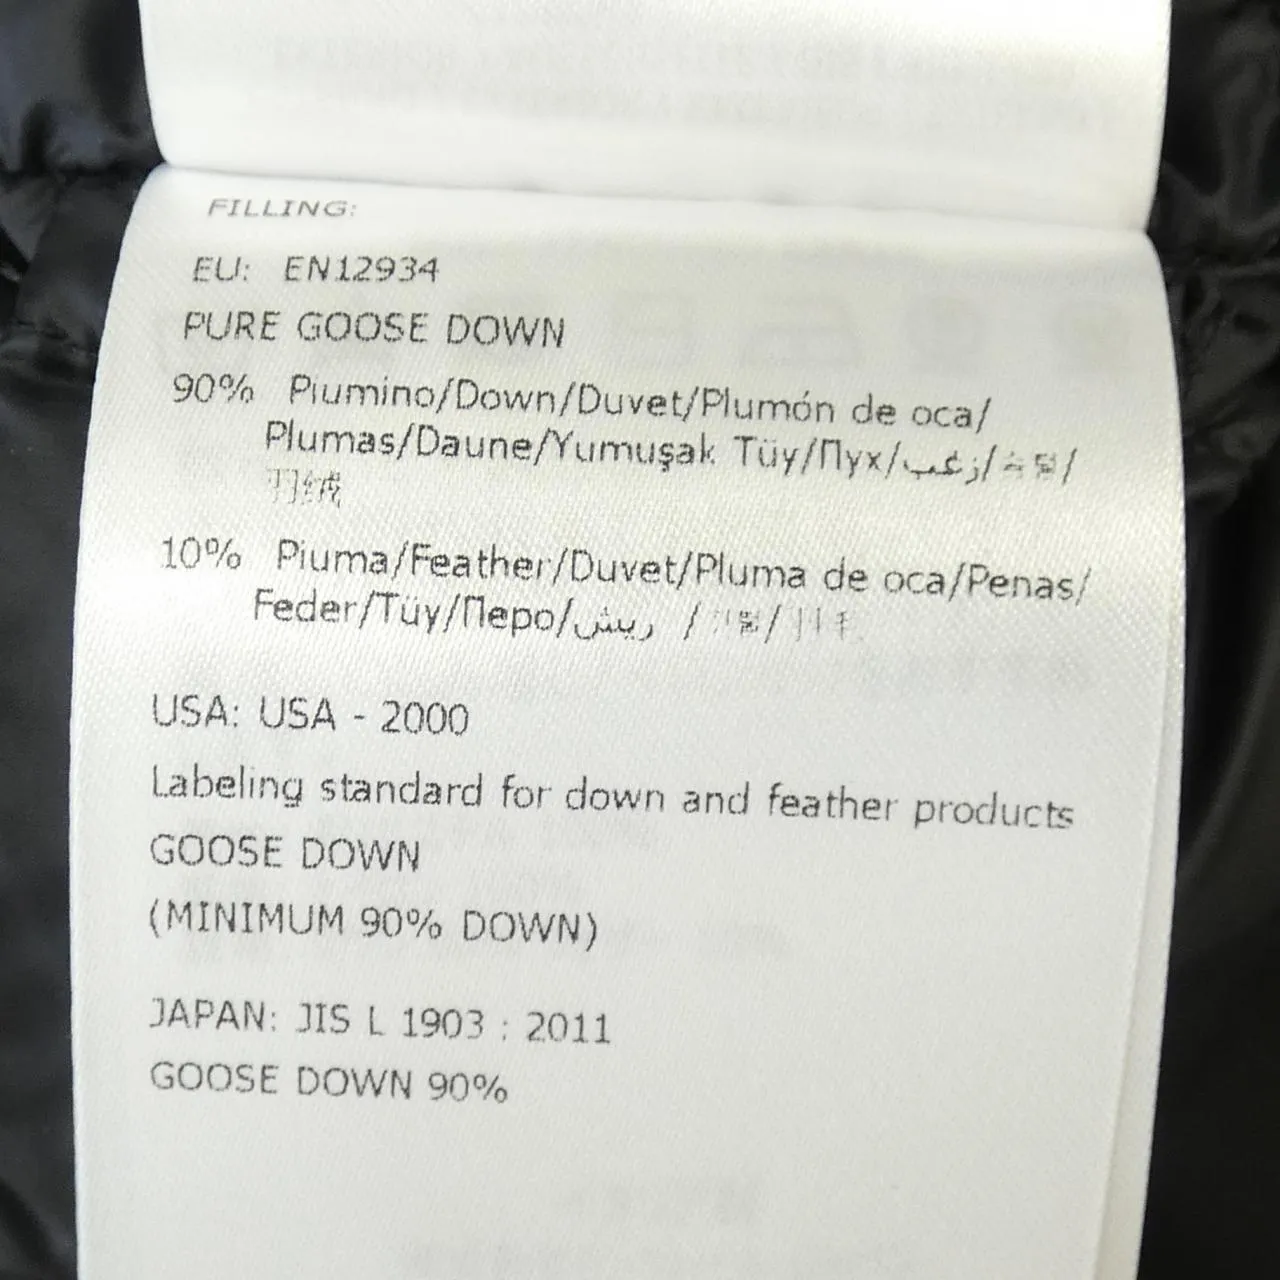 FILLING:
EU: EN12934
PURE GOOSE DOWN
90% Piumino/Down/Duvet/Plumón de oca/
Plumas/Daune/Yumuşak Tüy/Пух/زغب/
羽绒
10% Piuma/Feather/Duvet/Pluma de oca/Penas/
Feder/Tüy/Перо/ريش /
USA: USA - 2000
Labeling standard for down and feather products
GOOSE DOWN
(MINIMUM 90% DOWN)
JAPAN: JIS L 1903 : 2011
GOOSE DOWN 90%